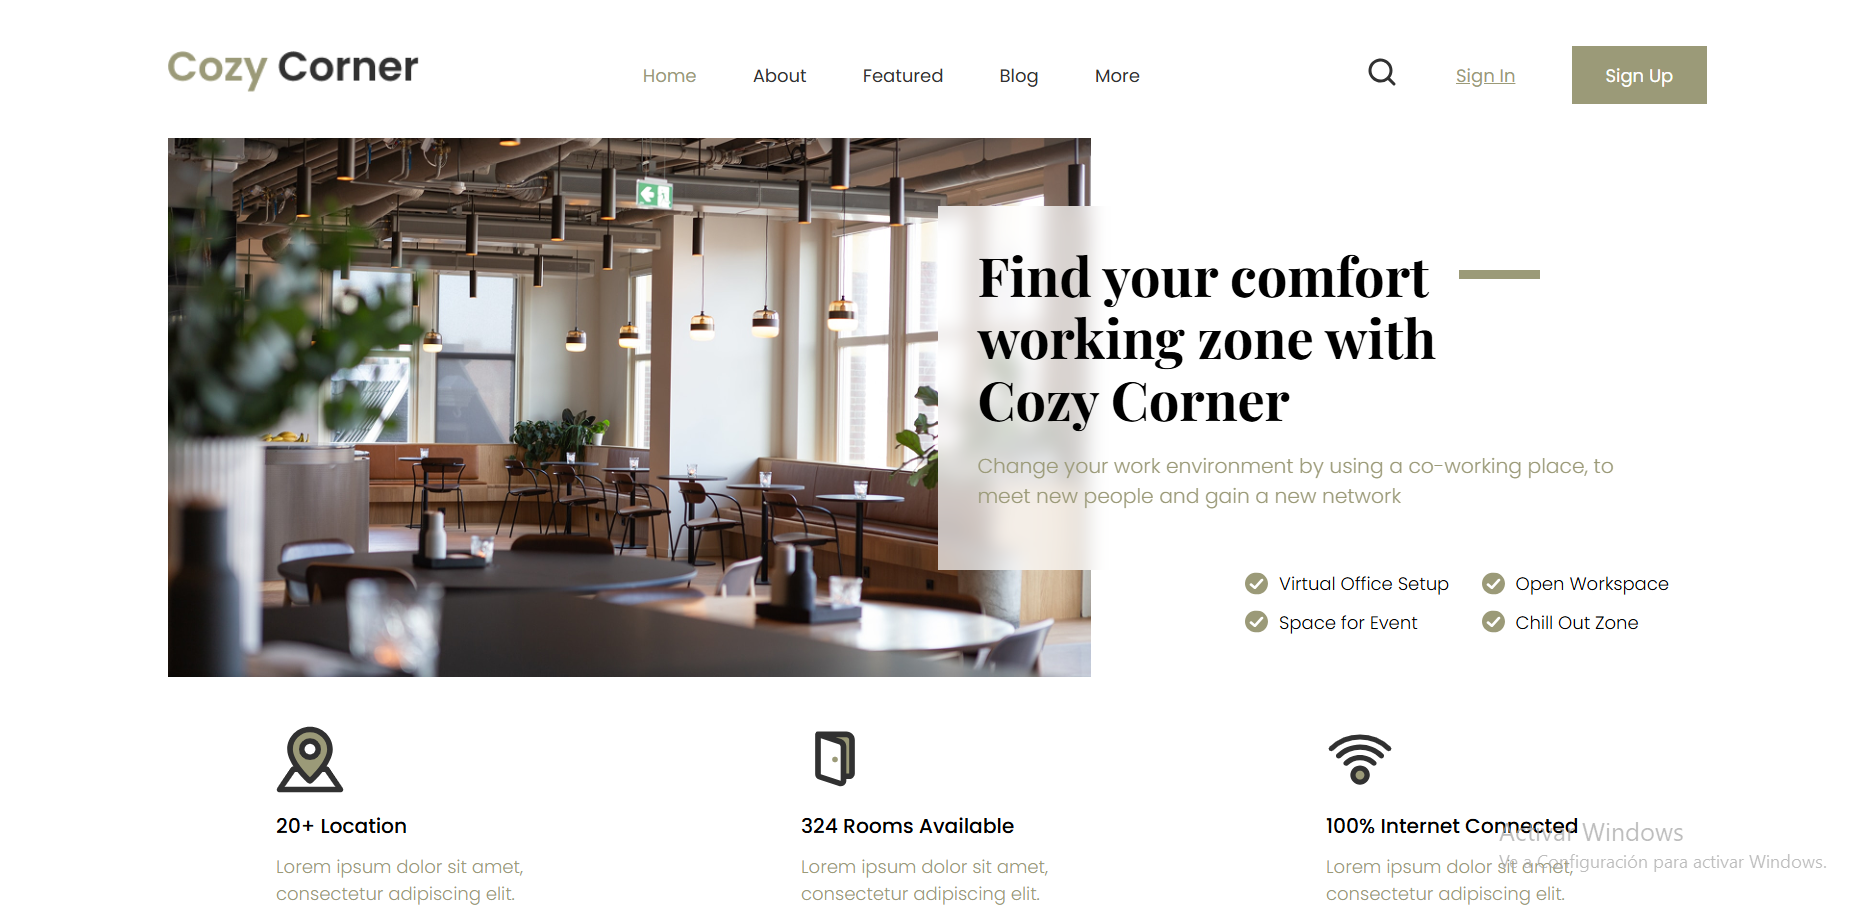 Cozy Corner
Home About Featured Blog More
Sign In
Sign Up
Find your comfort
working zone with
Cozy Corner
Change your work environment by using a co-working place, to
meet new people and gain a new network
Virtual Office Setup
Open Workspace
Space for Event
Chill Out Zone
20+ Location
Lorem ipsum dolor sit amet,
consectetur adipiscing elit.
324 Rooms Available
Lorem ipsum dolor sit amet,
consectetur adipiscing elit.
100% Internet Connected
Lorem ipsum dolor sit amet,
consectetur adipiscing elit.
Activar Windows
Ve a Configuración para activar Windows.